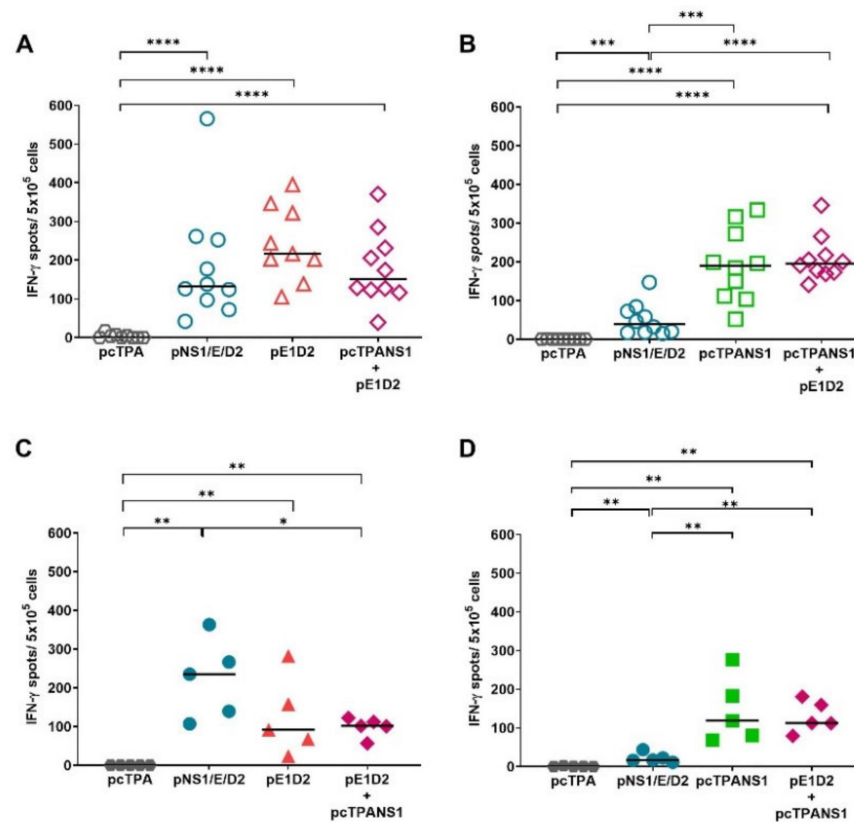 A
****
****
****
IFN-γ spots/ 5x10⁵ cells
600
500
400
300
200
100
0
pcTPA
pNS1/E/D2
pE1D2
pcTPANS1
+
pE1D2
B
***
***
****
****
****
IFN-γ spots/ 5x10⁵ cells
600
500
400
300
200
100
0
pcTPA
pNS1/E/D2
pcTPANS1
pcTPANS1
+
pE1D2
C
**
**
**
*
IFN-γ spots/ 5x10⁵ cells
600
500
400
300
200
100
0
pcTPA
pNS1/E/D2
pE1D2
pE1D2
+
pcTPANS1
D
**
**
**
**
**
IFN-γ spots/ 5x10⁵ cells
600
500
400
300
200
100
0
pcTPA
pNS1/E/D2
pcTPANS1
pE1D2
+
pcTPANS1